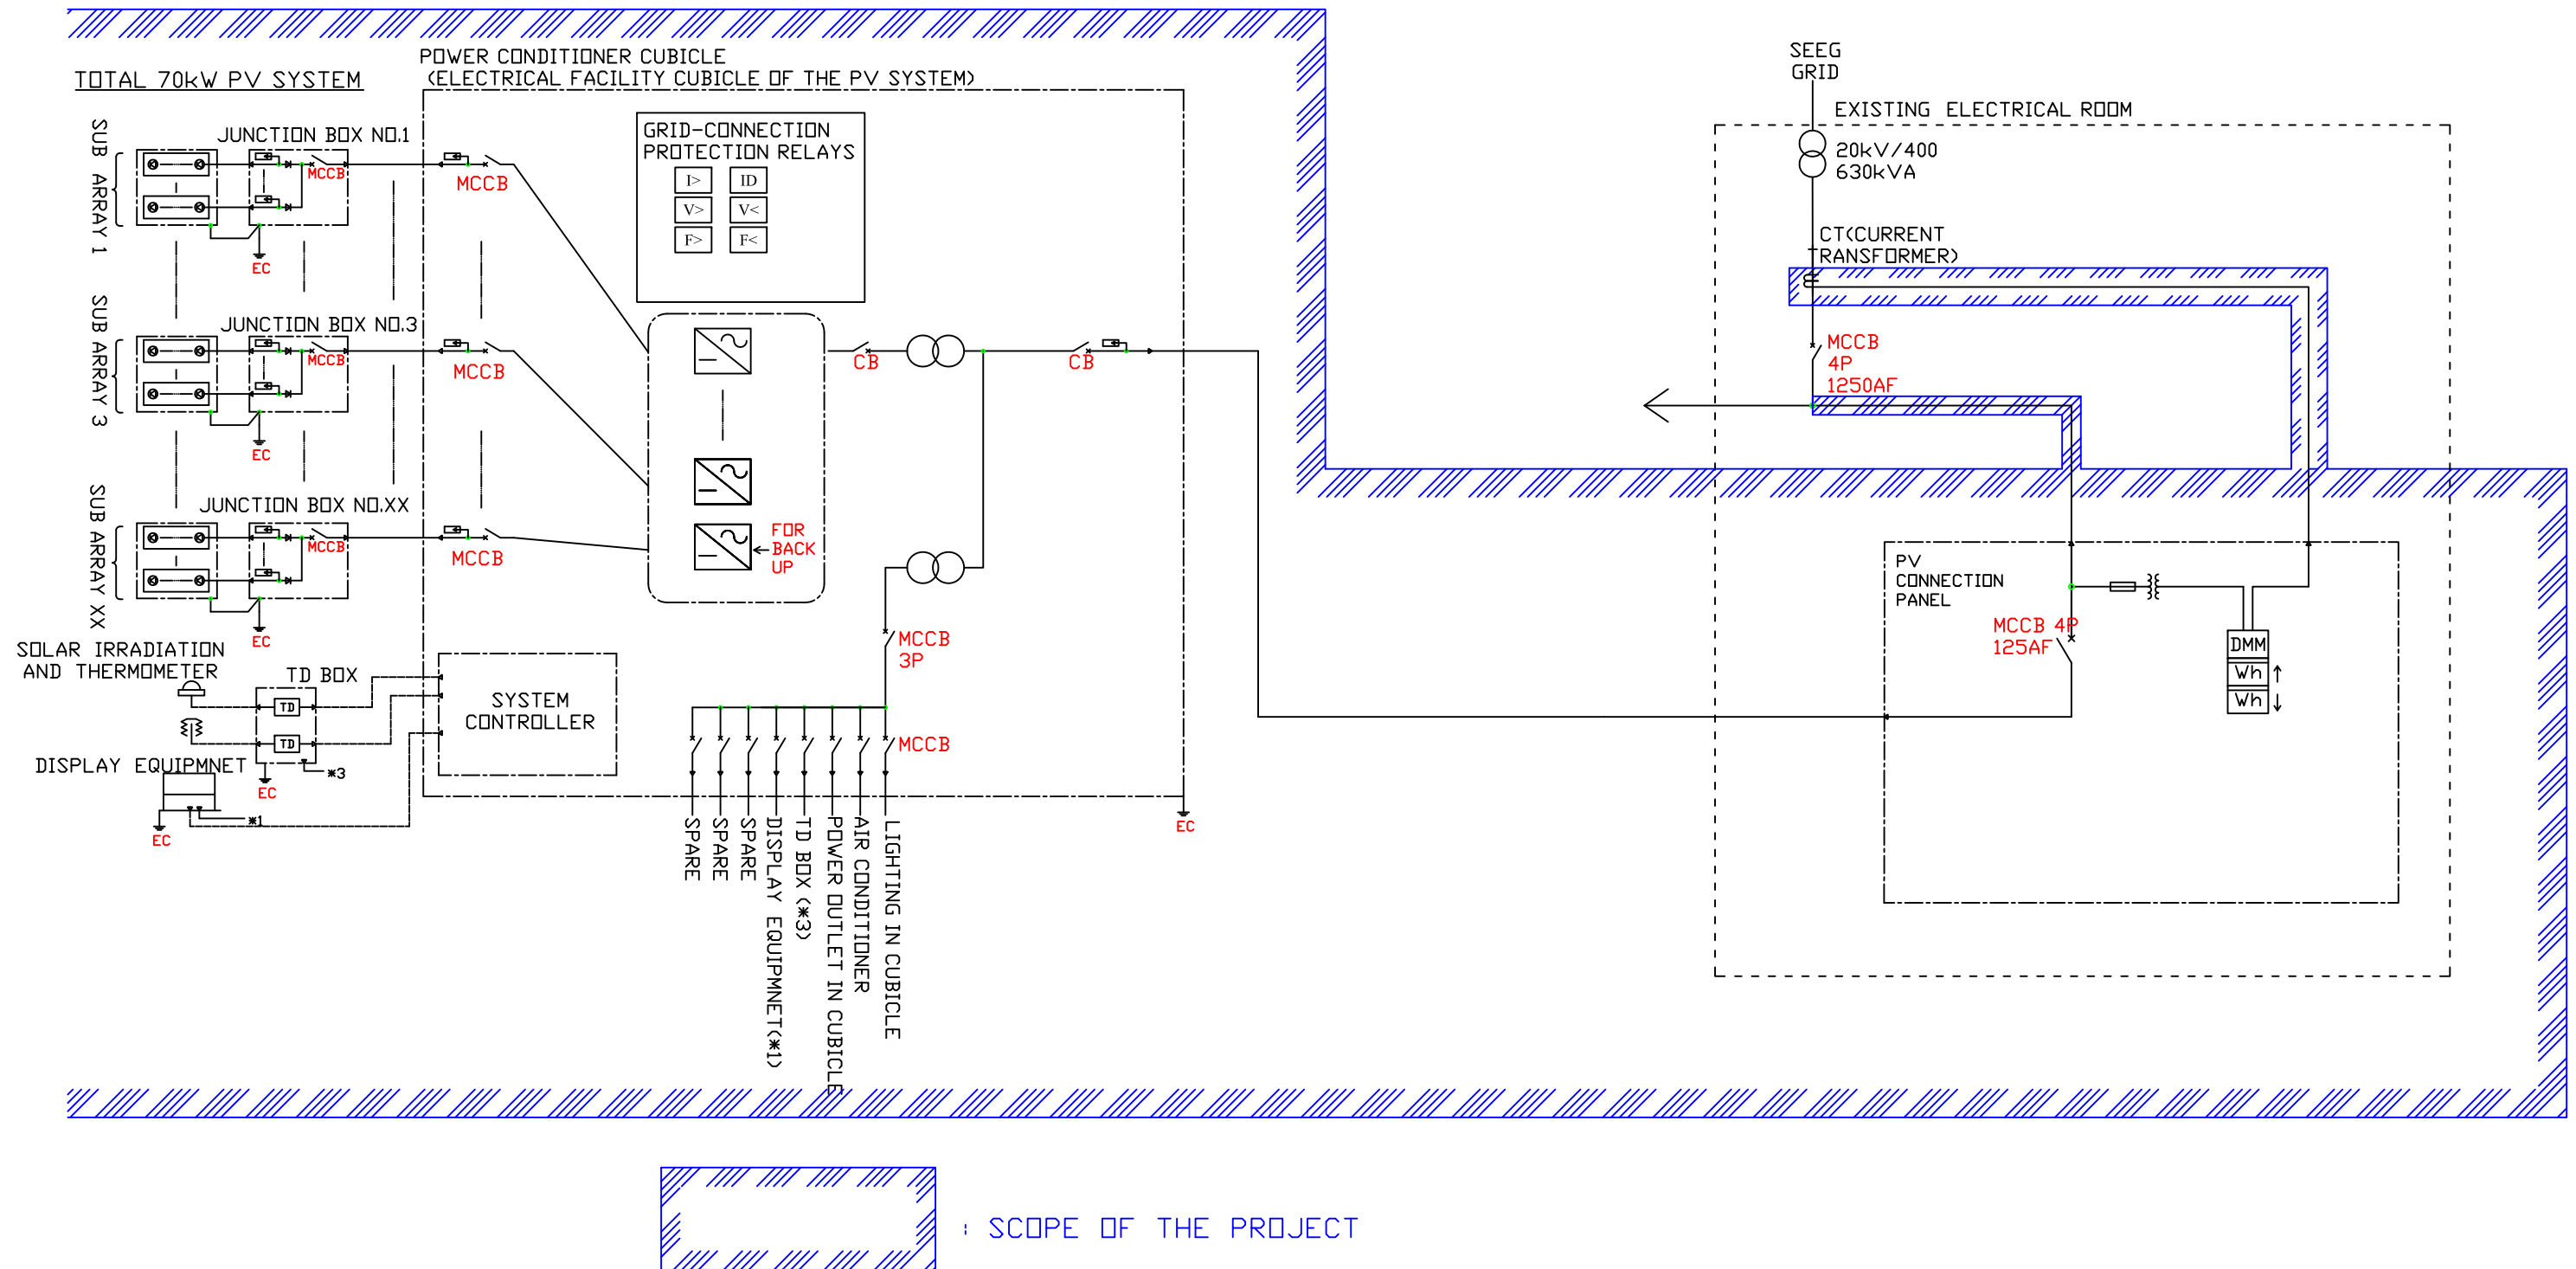 POWER CONDITIONER CUBICLE
(ELECTRICAL FACILITY CUBICLE OF THE PV SYSTEM)
TOTAL 70kW PV SYSTEM
SUB ARRAY 1
JUNCTION BOX NO.1
MCCB
EC
MCCB
GRID-CONNECTION
PROTECTION RELAYS
I> ID
V> V<
F> F<
SUB ARRAY 3
JUNCTION BOX NO.3
MCCB
EC
MCCB
CB
CB
SUB ARRAY XX
JUNCTION BOX NO.XX
MCCB
EC
MCCB
FOR
BACK
UP
SOLAR IRRADIATION
AND THERMOMETER
TD BOX
TD
TD
*3
EC
DISPLAY EQUIPMNET
*1
EC
SYSTEM
CONTROLLER
MCCB
3P
MCCB
SPARE
SPARE
SPARE
DISPLAY EQUIPMNET(*1)
TD BOX (*3)
POWER OUTLET IN CUBICLE
AIR CONDITIONER
LIGHTING IN CUBICLE
EC
SEEG
GRID
EXISTING ELECTRICAL ROOM
20kV/400
630kVA
CT(CURRENT
TRANSFORMER)
MCCB
4P
1250AF
PV
CONNECTION
PANEL
MCCB 4P
125AF
DMM
Wh
Wh
: SCOPE OF THE PROJECT